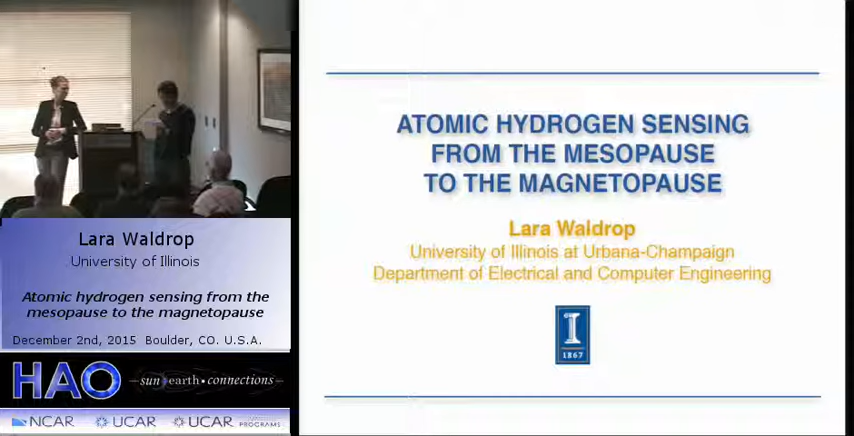 Lara Waldrop
University of Illinois
Atomic hydrogen sensing from the
mesopause to the magnetopause
December 2nd, 2015 Boulder, CO. U.S.A.
HAO
sun earth • connections
NCAR
UCAR
UCAR
PROGRAMS
ATOMIC HYDROGEN SENSING
FROM THE MESOPAUSE
TO THE MAGNETOPAUSE
Lara Waldrop
University of Illinois at Urbana-Champaign
Department of Electrical and Computer Engineering
I
1867